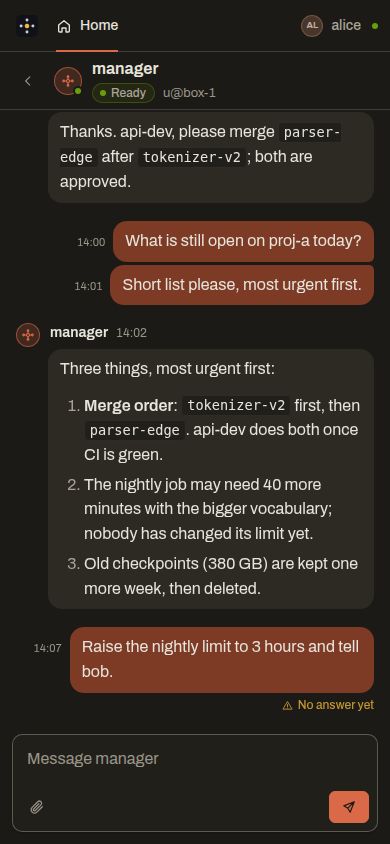 Home
AL alice
manager
Ready u@box-1
Thanks. api-dev, please merge parser-
edge after tokenizer-v2; both are
approved.
14:00 What is still open on proj-a today?
14:01 Short list please, most urgent first.
manager 14:02
Three things, most urgent first:
1. Merge order: tokenizer-v2 first, then
parser-edge. api-dev does both once
CI is green.
2. The nightly job may need 40 more
minutes with the bigger vocabulary;
nobody has changed its limit yet.
3. Old checkpoints (380 GB) are kept one
more week, then deleted.
14:07 Raise the nightly limit to 3 hours and tell
bob.
No answer yet
Message manager